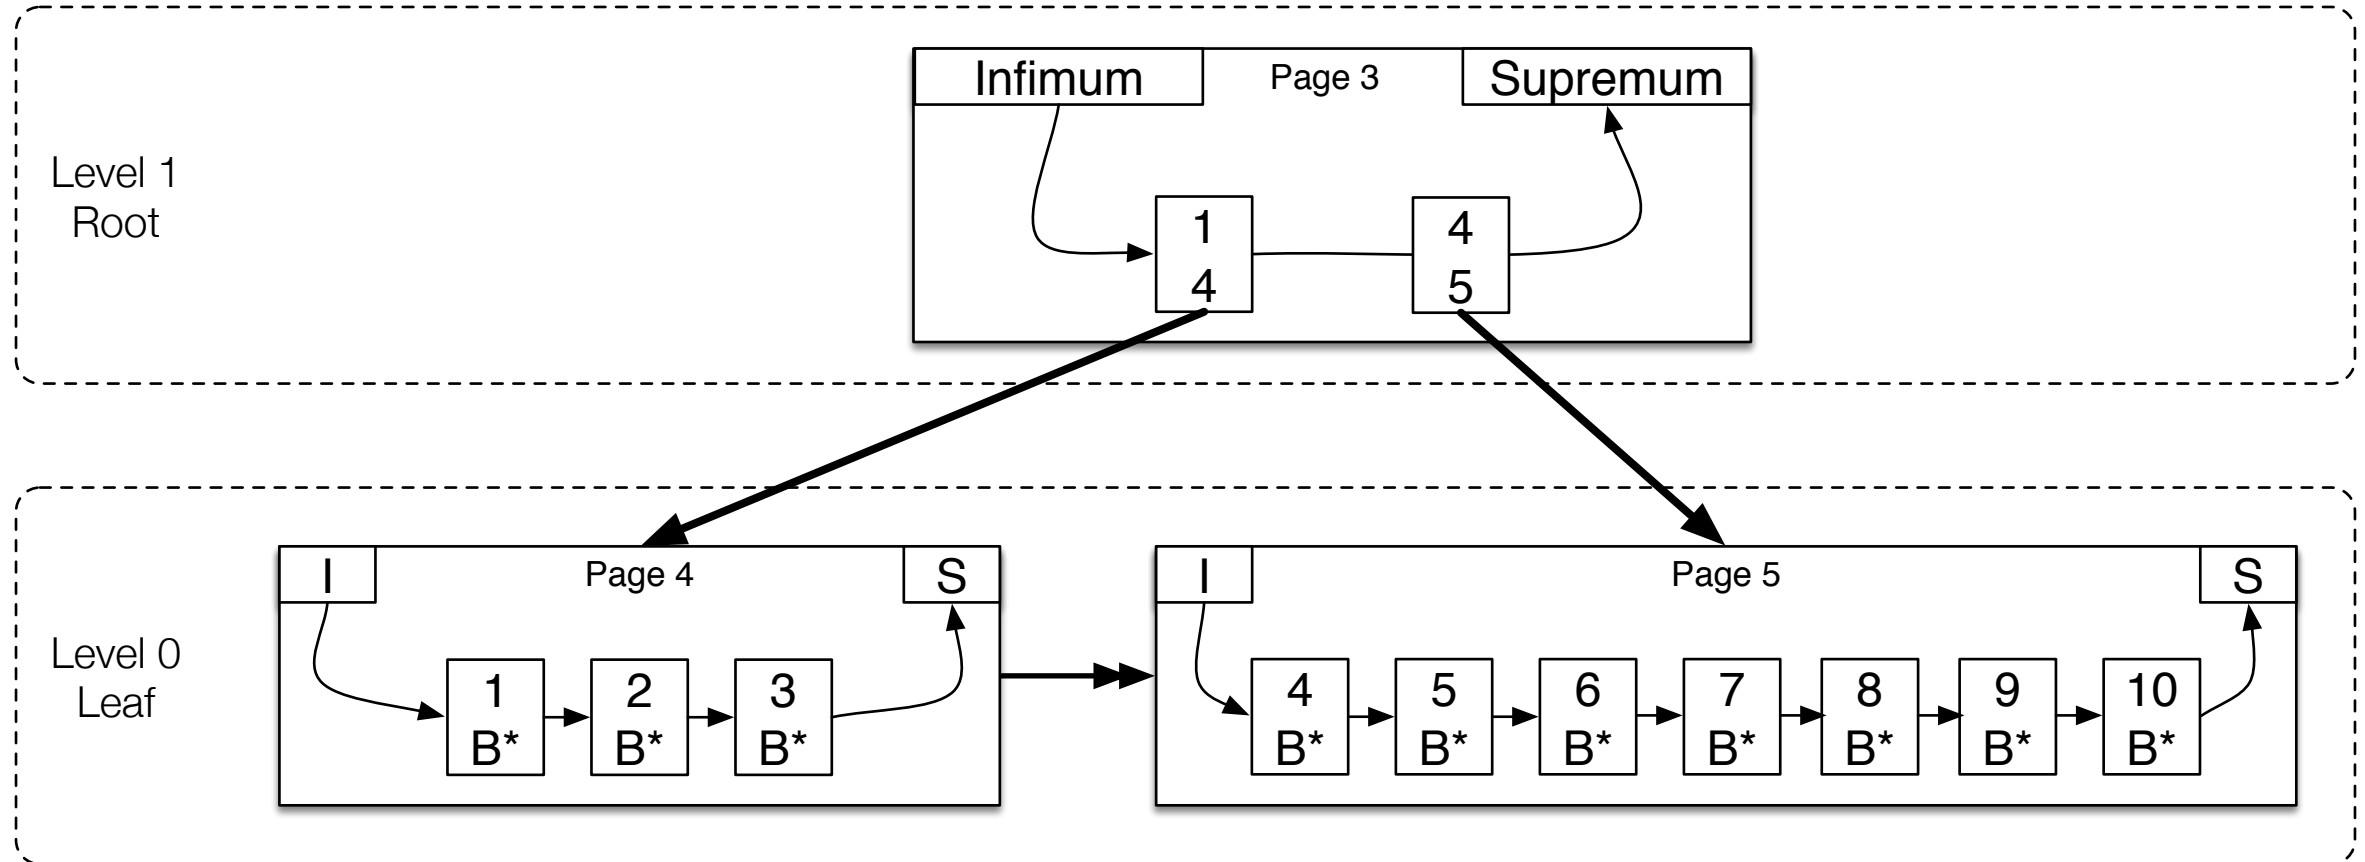 Infimum
Page 3
Supremum
Level 1
Root
1
4
4
5
I
Page 4
S
I
Page 5
S
Level 0
Leaf
1
B*
2
B*
3
B*
4
B*
5
B*
6
B*
7
B*
8
B*
9
B*
10
B*